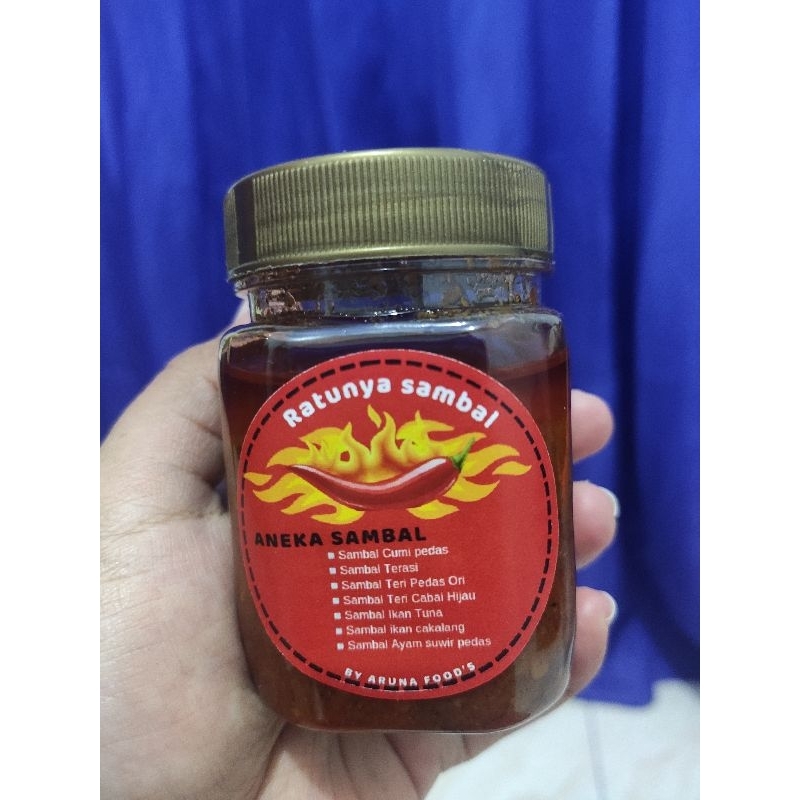 Ratunya sambal
ANEKA SAMBAL
▪ Sambal Cumi pedas
▪ Sambal Terasi
▪ Sambal Teri Pedas Ori
▪ Sambal Teri Cabai Hijau
▪ Sambal Ikan Tuna
▪ Sambal ikan cakalang
▪ Sambal Ayam suwir pedas
BY ARUNA FOOD'S